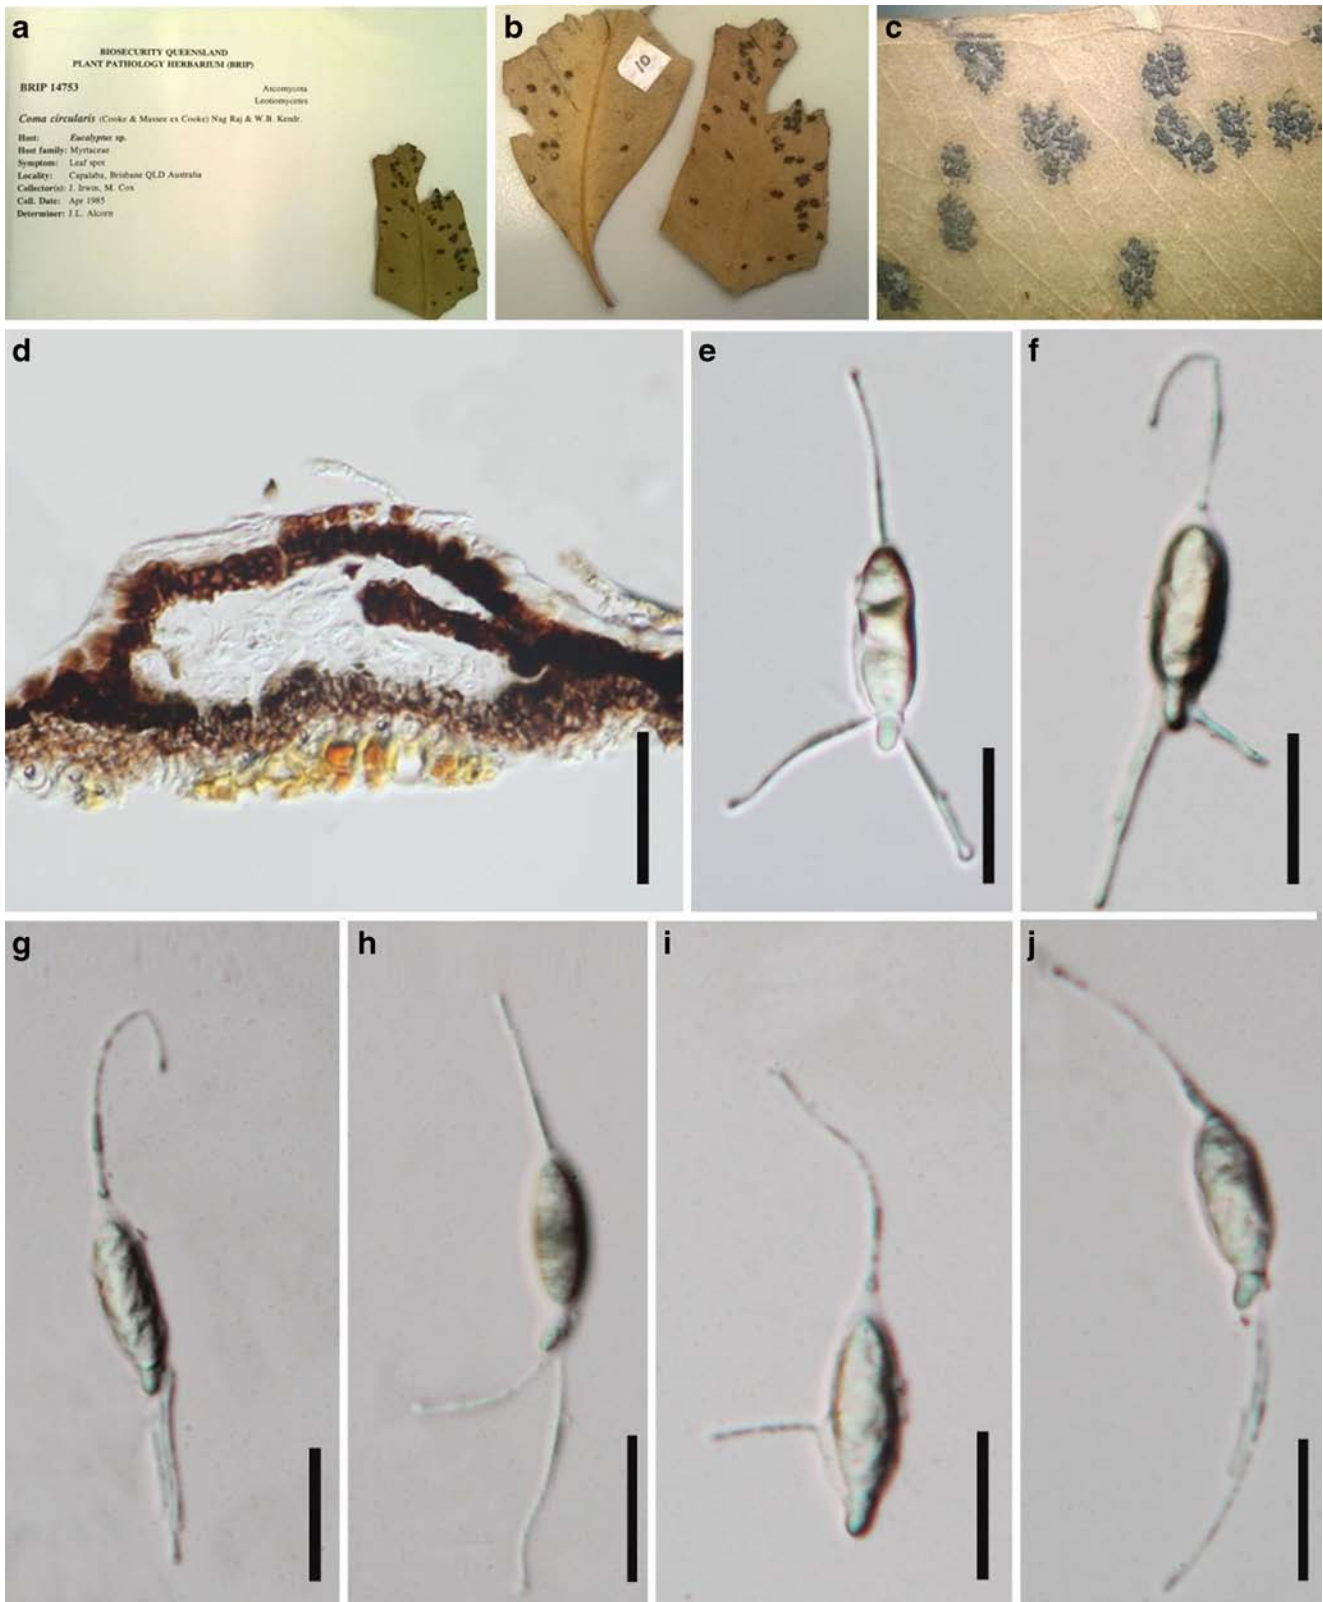 a
BIOSECURITY QUEENSLAND
PLANT PATHOLOGY HERBARIUM (BRIP)
BRIP 14753
Ascomycota
Leotiomycetes
Coma circularis (Cooke & Massee ex Cooke) Nag Raj & W.B. Kendr.
Host: Eucalyptus sp.
Host family: Myrtaceae
Symptom: Leaf spot
Locality: Capalaba, Brisbane QLD Australia
Collector(s): J. Irwin, M. Cox
Coll. Date: Apr 1985
Determiner: J.L. Alcorn
b
10
c
d
e
f
g
h
i
j